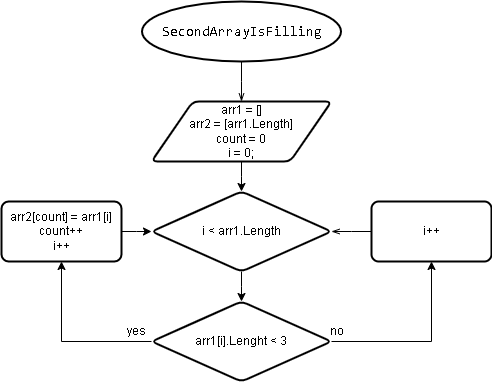 SecondArrayIsFilling
arr1 = []
arr2 = [arr1.Length]
count = 0
i = 0;
arr2[count] = arr1[i]
count++
i++
i < arr1.Length
i++
yes
arr1[i].Lenght < 3
no